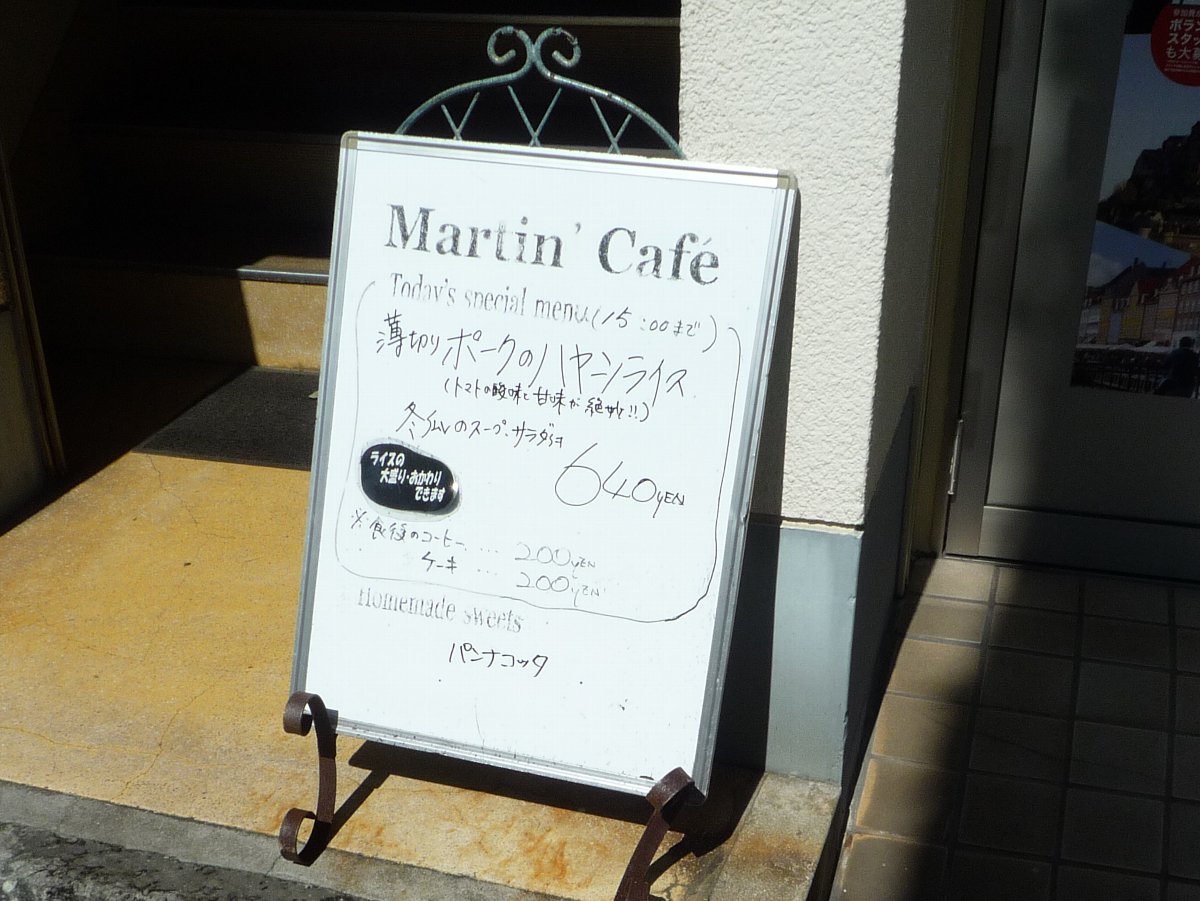 Martin' Café
Today's special menu(15:00まで)
薄切りポークのハヤシライス
(トマトの酸味と甘味が絶妙!!)
のスープ・サラダ付
640YEN
ライスの
大盛り・おかわり
できます
※食後のコーヒー ... 200YEN
ケーキ ... 200YEN
Homemade sweets
パンナコッタ
も大